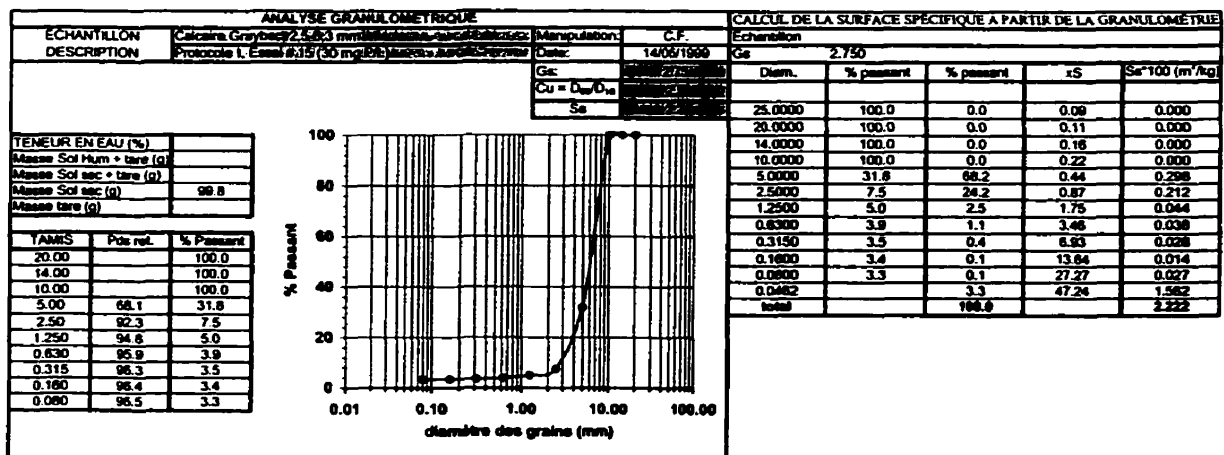 ANALYSE GRANULOMETRIQUE
ECHANTILLON Calcaire Graybec 2,5 mm Manipulation: C.F.
DESCRIPTION Protocole I, Essai #15 (30 mg Date: 14/05/1999
Gs:
Cu = D60/D10
Ss
TENEUR EN EAU (%)
Masse Sol Hum + tare (g)
Masse Sol sec + tare (g)
Masse Sol sec (g) 99.8
Masse tare (g)
TAMIS Pds ret. % Passant
20.00 100.0
14.00 100.0
10.00 100.0
5.00 68.1 31.8
2.50 92.3 7.5
1.250 94.8 5.0
0.630 95.9 3.9
0.315 96.3 3.5
0.160 96.4 3.4
0.080 96.5 3.3
% Passant
100
80
60
40
20
0
0.01 0.10 1.00 10.00 100.00
diamètre des grains (mm)
CALCUL DE LA SURFACE SPÉCIFIQUE A PARTIR DE LA GRANULOMÉTRIE
Echantillon
Gs 2.750
Diam. % passant % passant xS Ss*100 (m²/kg)
25.0000 100.0 0.0 0.09 0.000
20.0000 100.0 0.0 0.11 0.000
14.0000 100.0 0.0 0.16 0.000
10.0000 100.0 0.0 0.22 0.000
5.0000 31.8 68.2 0.44 0.298
2.5000 7.5 24.2 0.87 0.212
1.2500 5.0 2.5 1.75 0.044
0.6300 3.9 1.1 3.46 0.038
0.3150 3.5 0.4 6.93 0.028
0.1600 3.4 0.1 13.64 0.014
0.0800 3.3 0.1 27.27 0.027
0.0462 3.3 47.24 1.562
total 2.222